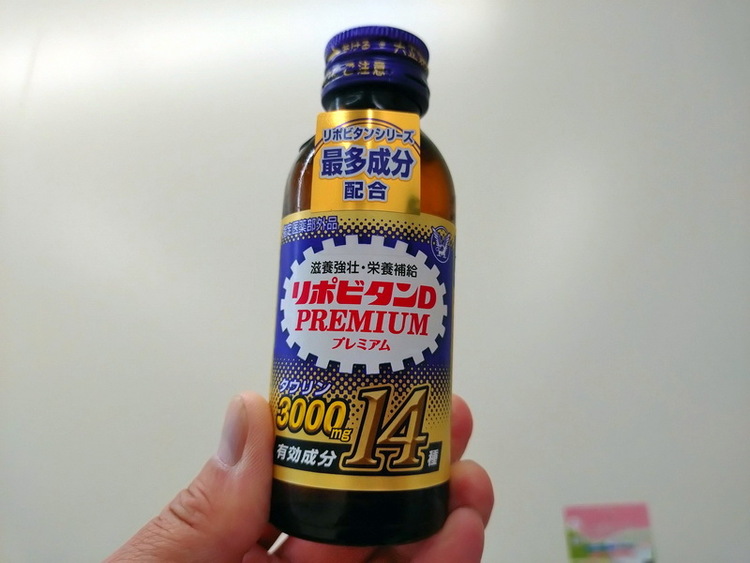 ご注意
リポビタンシリーズ
最多成分
配合
指定医薬部外品
滋養強壮・栄養補給
リポビタンD
PREMIUM
プレミアム
タウリン
3000mg
有効成分
14種